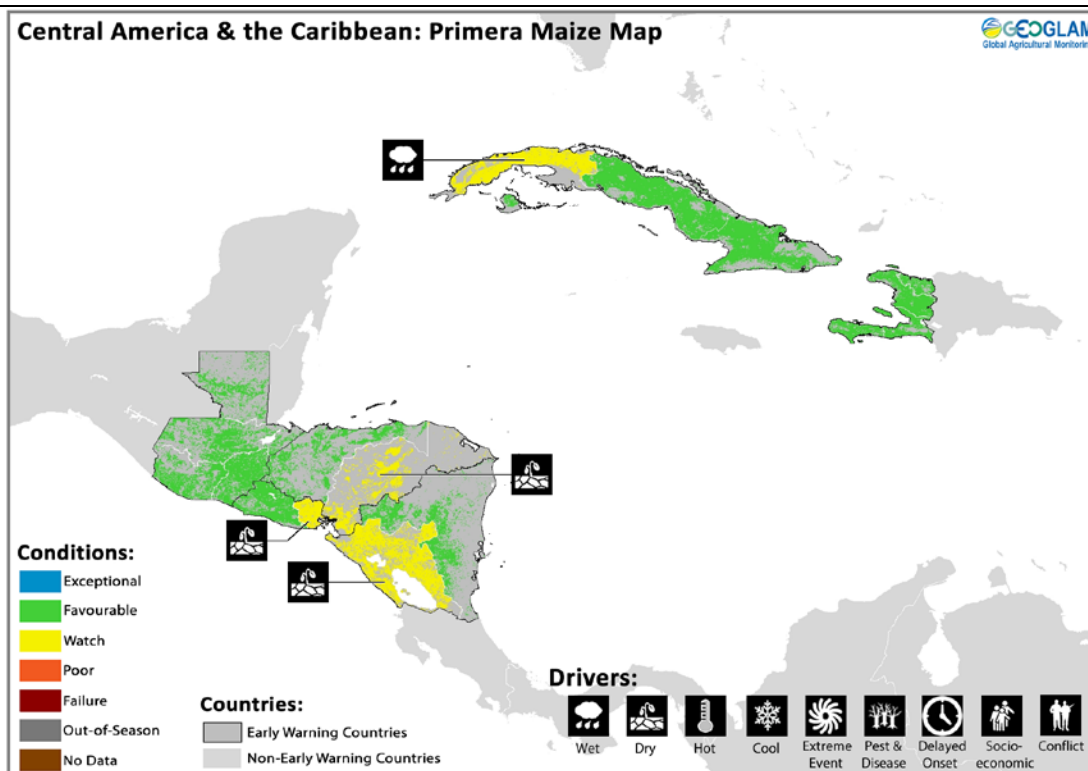 Central America & the Caribbean: Primera Maize Map
GEOGLAM
Global Agricultural Monitoring
Conditions:
Exceptional
Favourable
Watch
Poor
Failure
Out-of-Season
No Data
Countries:
Early Warning Countries
Non-Early Warning Countries
Drivers:
Wet
Dry
Hot
Cool
Extreme
Event
Pest &
Disease
Delayed
Onset
Socio-
economic
Conflict